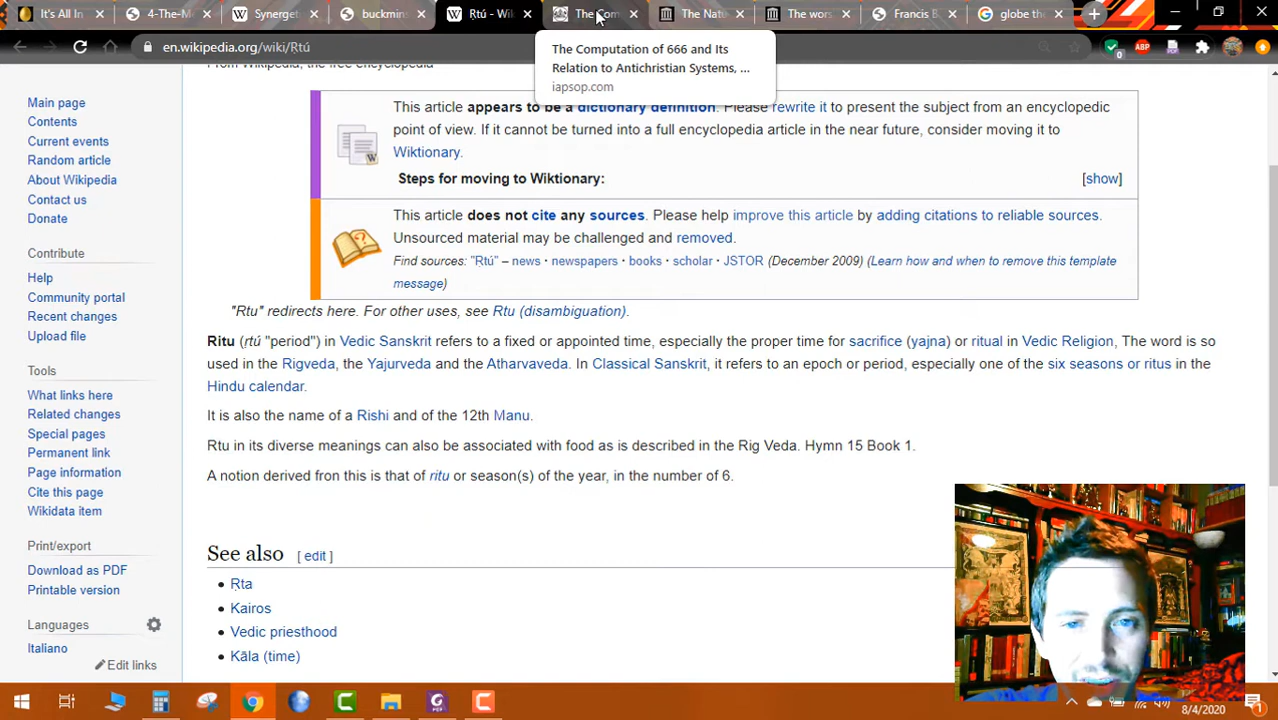 It's All In
4-The-M
Synerget
buckmins
Rtú - Wik
The Com
The Nati
The wors
Francis B
globe the
en.wikipedia.org/wiki/Rtú
The Computation of 666 and Its
Relation to Antichristian Systems, ...
iapsop.com
From Wikipedia, the free encyclopedia
Main page
Contents
Current events
Random article
About Wikipedia
Contact us
Donate
Contribute
Help
Community portal
Recent changes
Upload file
Tools
What links here
Related changes
Special pages
Permanent link
Page information
Cite this page
Wikidata item
Print/export
Download as PDF
Printable version
Languages
Italiano
Edit links
This article appears to be a dictionary definition. Please rewrite it to present the subject from an encyclopedic
point of view. If it cannot be turned into a full encyclopedia article in the near future, consider moving it to
Wiktionary.
Steps for moving to Wiktionary: [show]
This article does not cite any sources. Please help improve this article by adding citations to reliable sources.
Unsourced material may be challenged and removed.
Find sources: "Ṛtú" – news · newspapers · books · scholar · JSTOR (December 2009) (Learn how and when to remove this template
message)
"Rtu" redirects here. For other uses, see Rtu (disambiguation).
Ritu (ṛtú "period") in Vedic Sanskrit refers to a fixed or appointed time, especially the proper time for sacrifice (yajna) or ritual in Vedic Religion, The word is so
used in the Rigveda, the Yajurveda and the Atharvaveda. In Classical Sanskrit, it refers to an epoch or period, especially one of the six seasons or ritus in the
Hindu calendar.
It is also the name of a Rishi and of the 12th Manu.
Rtu in its diverse meanings can also be associated with food as is described in the Rig Veda. Hymn 15 Book 1.
A notion derived fron this is that of ritu or season(s) of the year, in the number of 6.
See also [ edit ]
Ṛta
Kairos
Vedic priesthood
Kāla (time)
ABP
0
8/4/2020